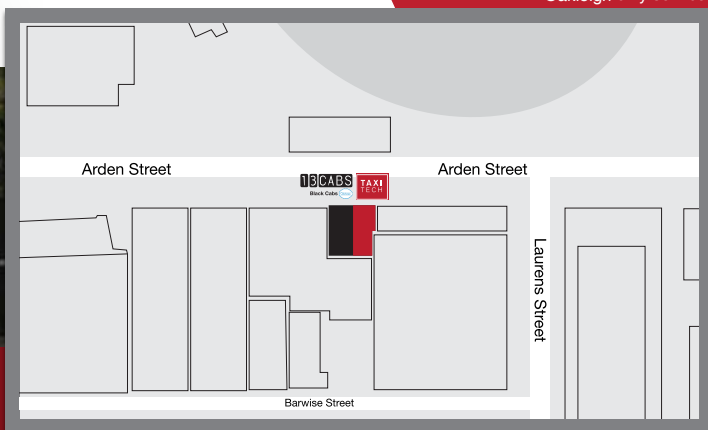 Arden Street
Arden Street
13CABS
Black Cabs
TAXI
TECH
Laurens Street
Barwise Street